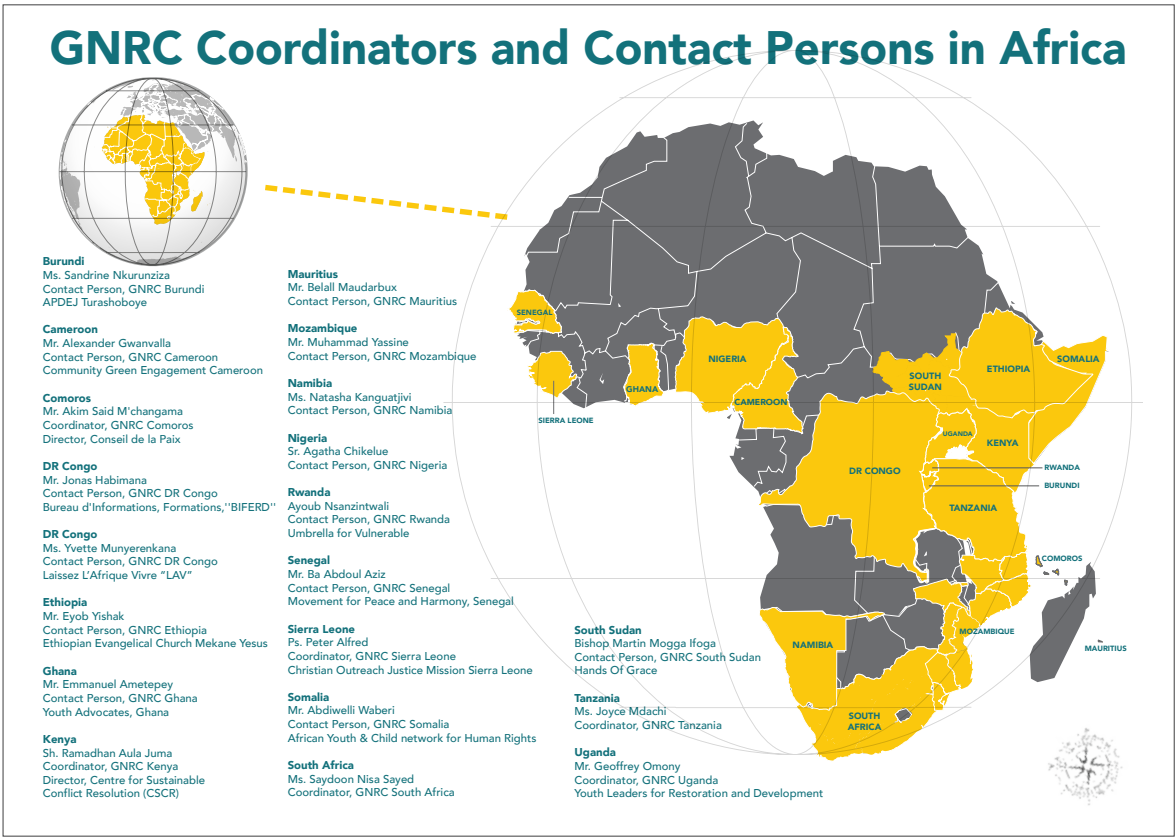 GNRC Coordinators and Contact Persons in Africa
Burundi
Ms. Sandrine Nkurunziza
Contact Person, GNRC Burundi
APDEJ Turashoboye
Cameroon
Mr. Alexander Gwanvalla
Contact Person, GNRC Cameroon
Community Green Engagement Cameroon
Comoros
Mr. Akim Said M'changama
Coordinator, GNRC Comoros
Director, Conseil de la Paix
DR Congo
Mr. Jonas Habimana
Contact Person, GNRC DR Congo
Bureau d'Informations, Formations,''BIFERD''
DR Congo
Ms. Yvette Munyerenkana
Contact Person, GNRC DR Congo
Laissez L'Afrique Vivre "LAV"
Ethiopia
Mr. Eyob Yishak
Contact Person, GNRC Ethiopia
Ethiopian Evangelical Church Mekane Yesus
Ghana
Mr. Emmanuel Ametepey
Contact Person, GNRC Ghana
Youth Advocates, Ghana
Kenya
Sh. Ramadhan Aula Juma
Coordinator, GNRC Kenya
Director, Centre for Sustainable
Conflict Resolution (CSCR)
Mauritius
Mr. Belall Maudarbux
Contact Person, GNRC Mauritius
Mozambique
Mr. Muhammad Yassine
Contact Person, GNRC Mozambique
Namibia
Ms. Natasha Kanguatjivi
Contact Person, GNRC Namibia
Nigeria
Sr. Agatha Chikelue
Contact Person, GNRC Nigeria
Rwanda
Ayoub Nsanzintwali
Contact Person, GNRC Rwanda
Umbrella for Vulnerable
Senegal
Mr. Ba Abdoul Aziz
Contact Person, GNRC Senegal
Movement for Peace and Harmony, Senegal
Sierra Leone
Ps. Peter Alfred
Coordinator, GNRC Sierra Leone
Christian Outreach Justice Mission Sierra Leone
Somalia
Mr. Abdiwelli Waberi
Contact Person, GNRC Somalia
African Youth & Child network for Human Rights
South Africa
Ms. Saydoon Nisa Sayed
Coordinator, GNRC South Africa
South Sudan
Bishop Martin Mogga Ifoga
Contact Person, GNRC South Sudan
Hands Of Grace
Tanzania
Ms. Joyce Mdachi
Coordinator, GNRC Tanzania
Uganda
Mr. Geoffrey Omony
Coordinator, GNRC Uganda
Youth Leaders for Restoration and Development
SENEGAL
SIERRA LEONE
GHANA
NIGERIA
CAMEROON
SOUTH
SUDAN
ETHIOPIA
SOMALIA
UGANDA
KENYA
DR CONGO
RWANDA
BURUNDI
TANZANIA
COMOROS
MOZAMBIQUE
MAURITIUS
NAMIBIA
SOUTH
AFRICA